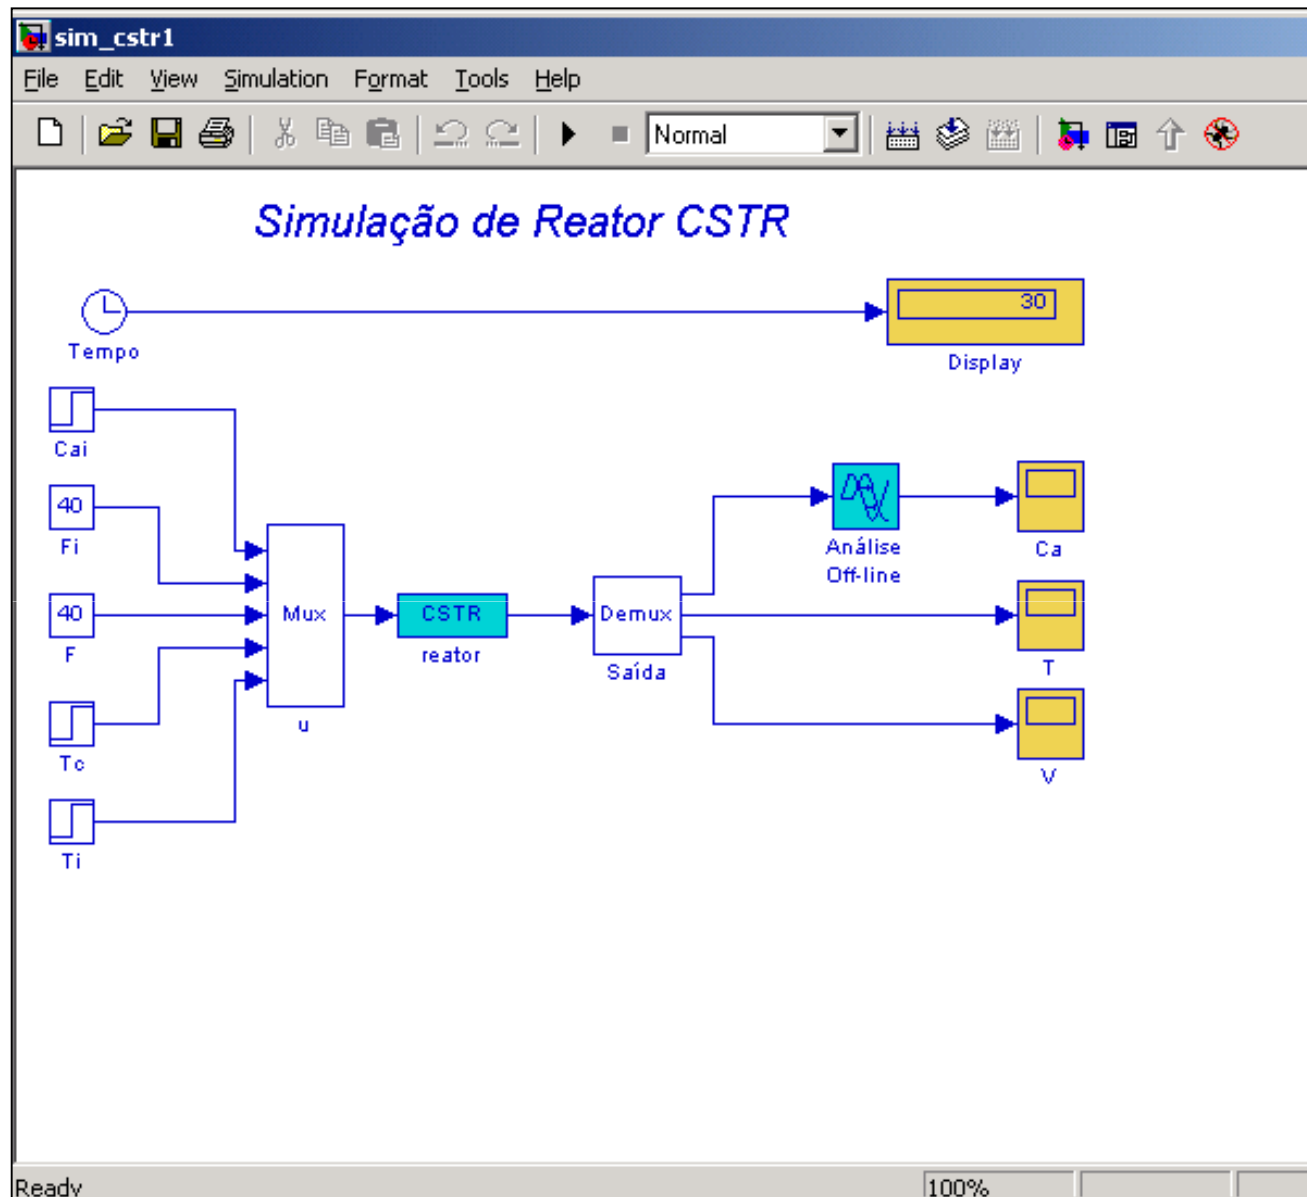 sim_cstr1
File Edit View Simulation Format Tools Help
Normal
Simulação de Reator CSTR
30
Tempo
Display
Cai
40
Fi
Análise
Off-line
Ca
40
F
Mux
CSTR
Demux
reator
Saída
T
u
Tc
V
Ti
Ready 100%